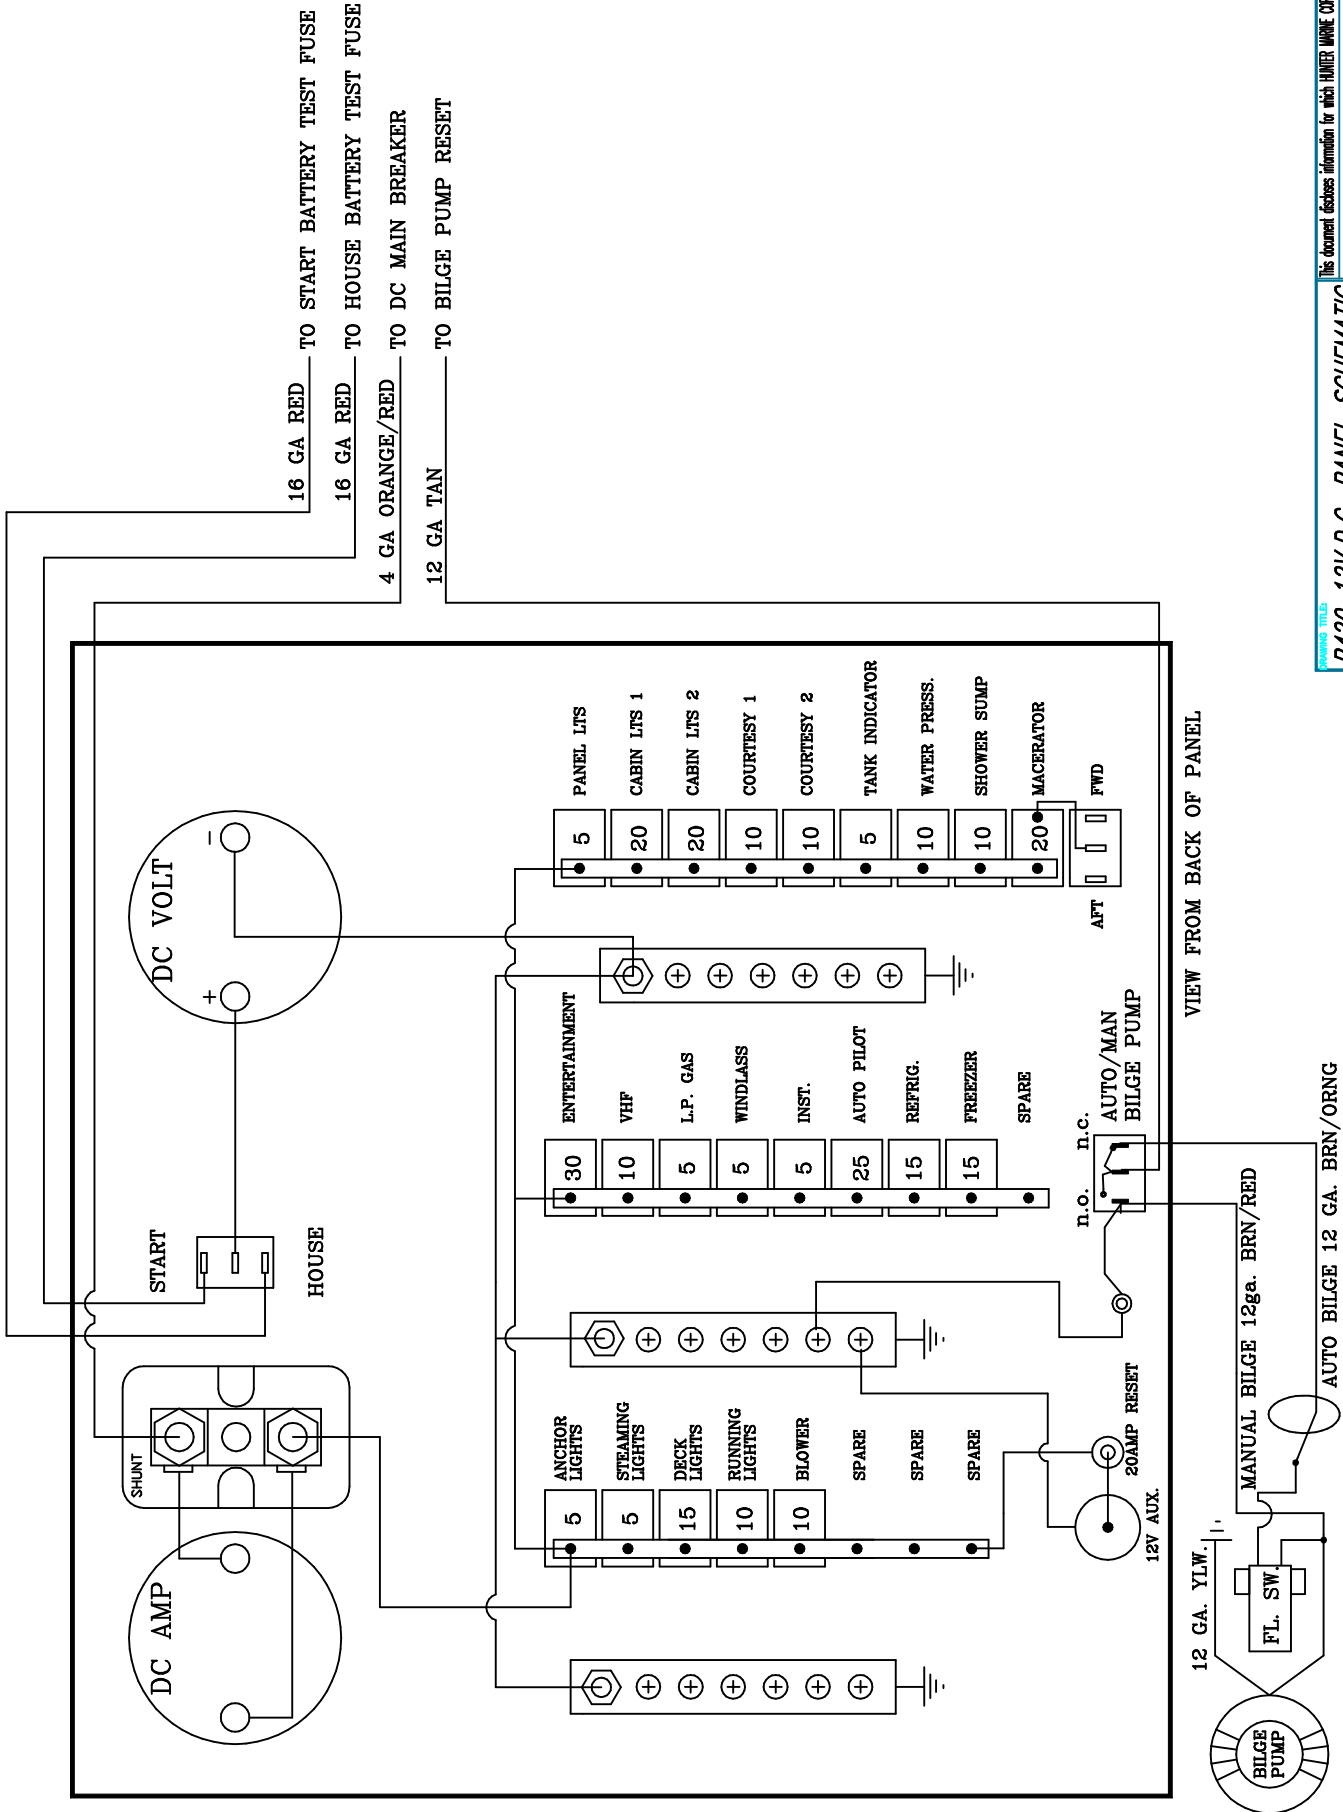 16 GA RED TO START BATTERY TEST FUSE
16 GA RED TO HOUSE BATTERY TEST FUSE
4 GA ORANGE/RED TO DC MAIN BREAKER
12 GA TAN TO BILGE PUMP RESET
DC AMP
SHUNT
START
HOUSE
DC VOLT
+
-
ANCHOR
LIGHTS
5
STEAMING
LIGHTS
5
DECK
LIGHTS
15
RUNNING
LIGHTS
10
BLOWER
10
SPARE
SPARE
SPARE
ENTERTAINMENT
30
VHF
10
L.P. GAS
5
WINDLASS
5
INST.
5
AUTO PILOT
25
REFRIG.
15
FREEZER
15
SPARE
PANEL LTS
5
CABIN LTS 1
20
CABIN LTS 2
20
COURTESY 1
10
COURTESY 2
10
TANK INDICATOR
5
WATER PRESS.
10
SHOWER SUMP
10
MACERATOR
20
AFT
FWD
12V AUX.
20AMP RESET
n.o.
n.c.
AUTO/MAN
BILGE PUMP
VIEW FROM BACK OF PANEL
12 GA. YLW.
MANUAL BILGE 12ga. BRN/RED
AUTO BILGE 12 GA. BRN/ORNG
FL. SW.
BILGE
PUMP
DRAWING TITLE:
12V D.C. PANEL SCHEMATIC
This document discloses information for which HUNTER MARINE